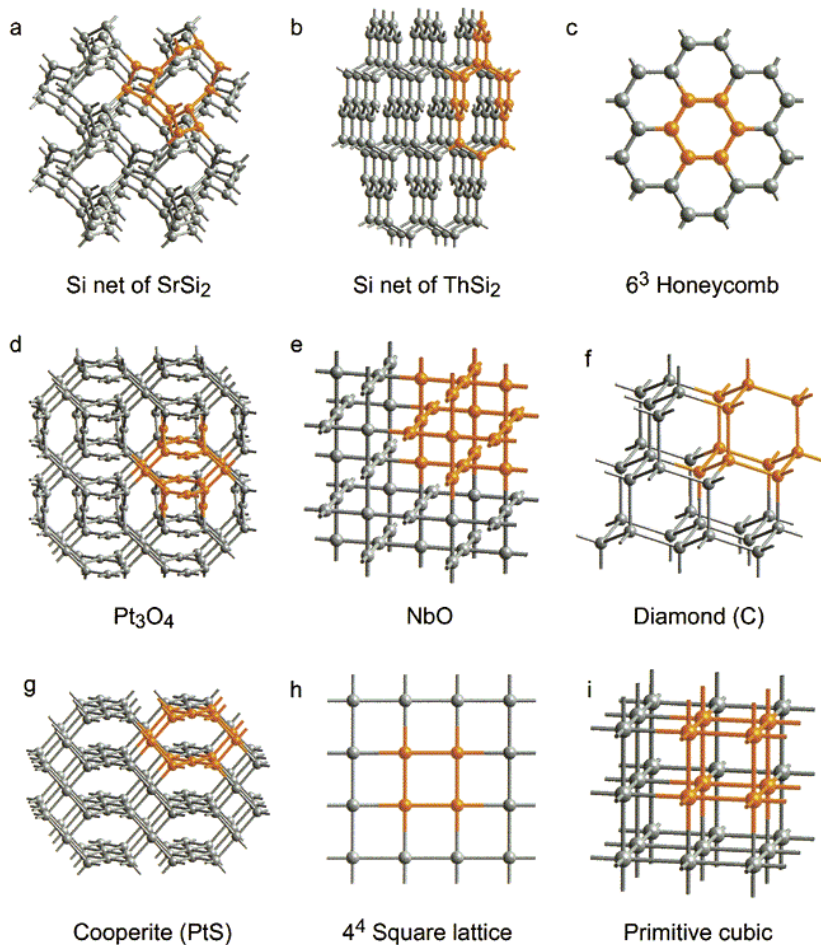 a
b
c
Si net of SrSi₂
Si net of ThSi₂
6³ Honeycomb
d
e
f
Pt₃O₄
NbO
Diamond (C)
g
h
i
Cooperite (PtS)
4⁴ Square lattice
Primitive cubic